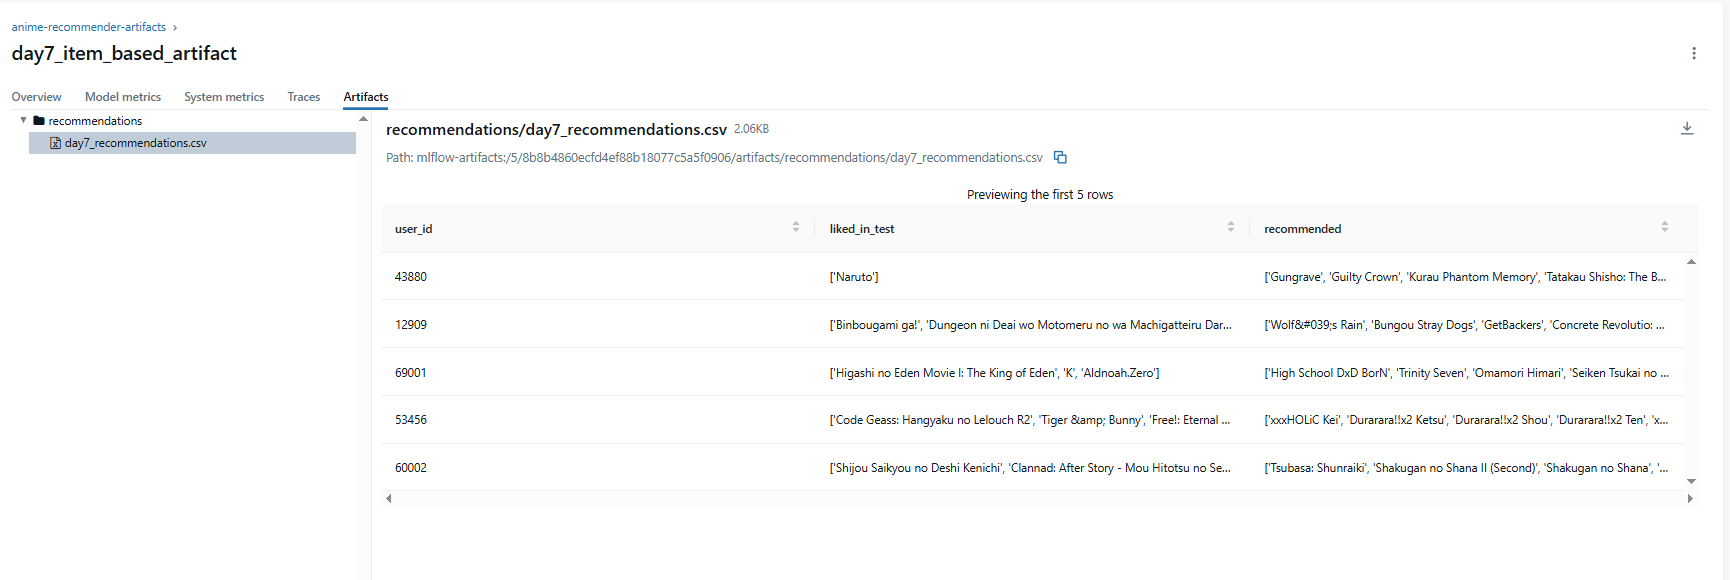 anime-recommender-artifacts ›
day7_item_based_artifact
Overview Model metrics System metrics Traces Artifacts
recommendations
day7_recommendations.csv
recommendations/day7_recommendations.csv 2.06KB
Path: mlflow-artifacts:/5/8b8b4860ecfd4ef88b18077c5a5f0906/artifacts/recommendations/day7_recommendations.csv
Previewing the first 5 rows
user_id liked_in_test recommended
43880 ['Naruto'] ['Gungrave', 'Guilty Crown', 'Kurau Phantom Memory', 'Tatakau Shisho: The B...
12909 ['Binbougami ga!', 'Dungeon ni Deai wo Motomeru no wa Machigatteiru Dar... ['Wolf&#039;s Rain', 'Bungou Stray Dogs', 'GetBackers', 'Concrete Revolutio: ...
69001 ['Higashi no Eden Movie I: The King of Eden', 'K', 'Aldnoah.Zero'] ['High School DxD BorN', 'Trinity Seven', 'Omamori Himari', 'Seiken Tsukai no ...
53456 ['Code Geass: Hangyaku no Lelouch R2', 'Tiger &amp; Bunny', 'Free!: Eternal ... ['xxxHOLiC Kei', 'Durarara!!x2 Ketsu', 'Durarara!!x2 Shou', 'Durarara!!x2 Ten', 'x...
60002 ['Shijou Saikyou no Deshi Kenichi', 'Clannad: After Story - Mou Hitotsu no Se... ['Tsubasa: Shunraiki', 'Shakugan no Shana II (Second)', 'Shakugan no Shana', '...